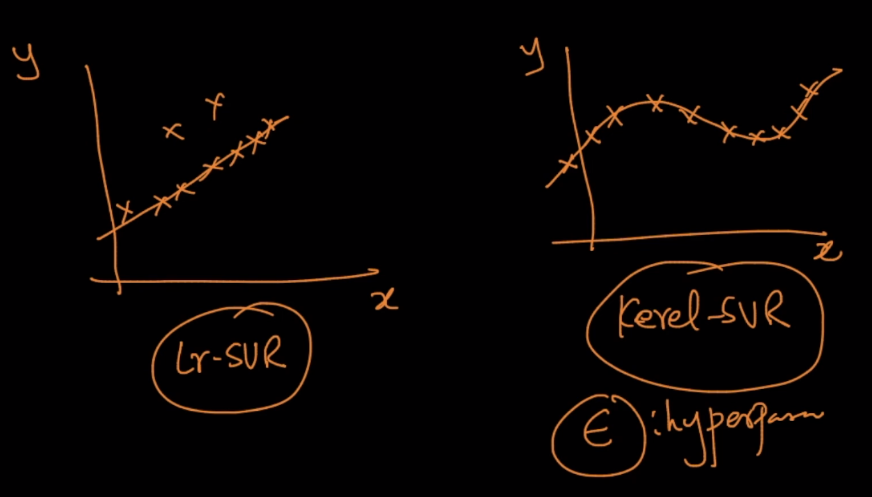 y
x
Lr-SVR
y
x
Kerel-SVR
ϵ : hyperparam